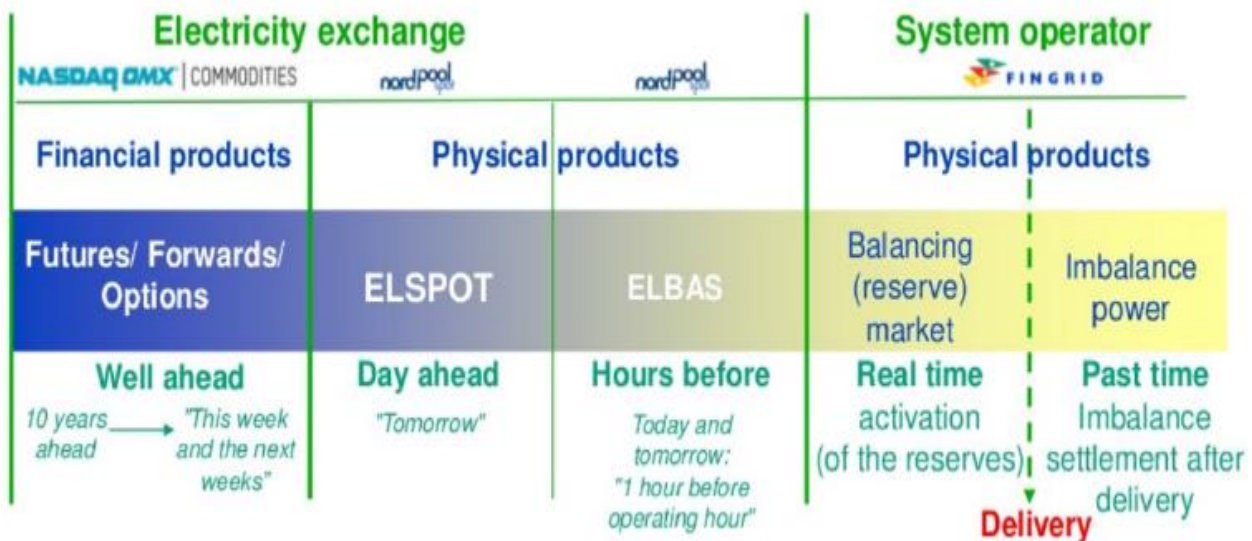 Electricity exchange
System operator
NASDAQ OMX | COMMODITIES
nordpool spot
nordpool spot
FINGRID
Financial products
Physical products
Physical products
Futures/ Forwards/
Options
ELSPOT
ELBAS
Balancing
(reserve)
market
Imbalance
power
Well ahead
10 years
ahead
"This week
and the next
weeks"
Day ahead
"Tomorrow"
Hours before
Today and
tomorrow:
"1 hour before
operating hour"
Real time
activation
(of the reserves)
Past time
Imbalance
settlement after
delivery
Delivery